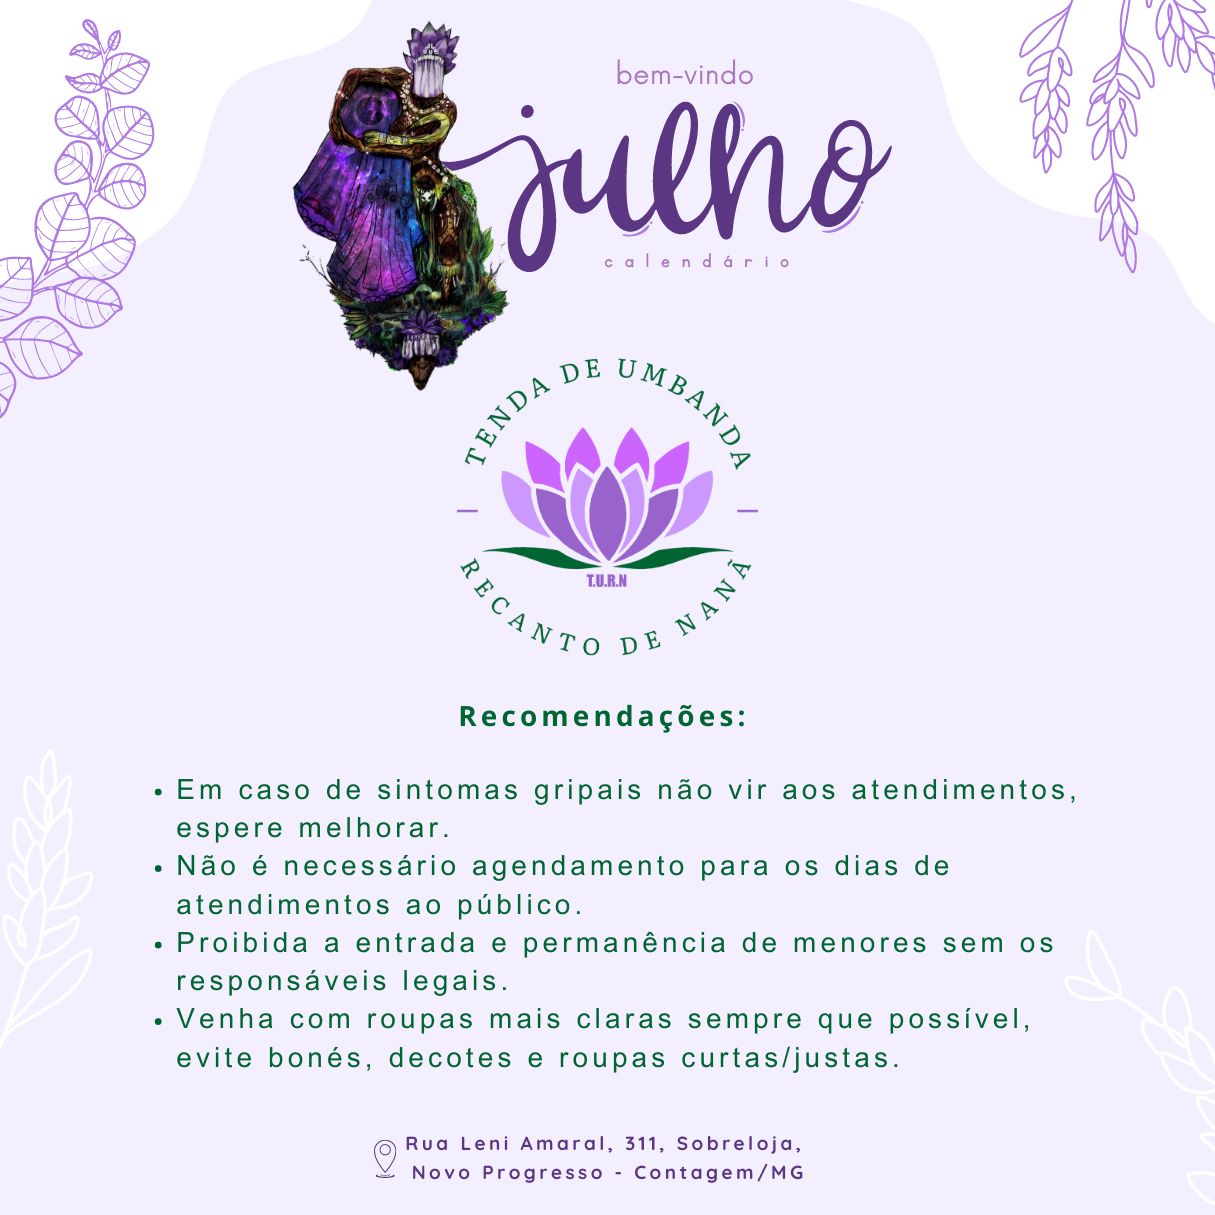 bem-vindo
julho
calendário
TENDA DE UMBANDA
T.U.R.N
RECANTO DE NANÃ
Recomendações:
• Em caso de sintomas gripais não vir aos atendimentos,
espere melhorar.
• Não é necessário agendamento para os dias de
atendimentos ao público.
• Proibida a entrada e permanência de menores sem os
responsáveis legais.
• Venha com roupas mais claras sempre que possível,
evite bonés, decotes e roupas curtas/justas.
Rua Leni Amaral, 311, Sobreloja,
Novo Progresso - Contagem/MG